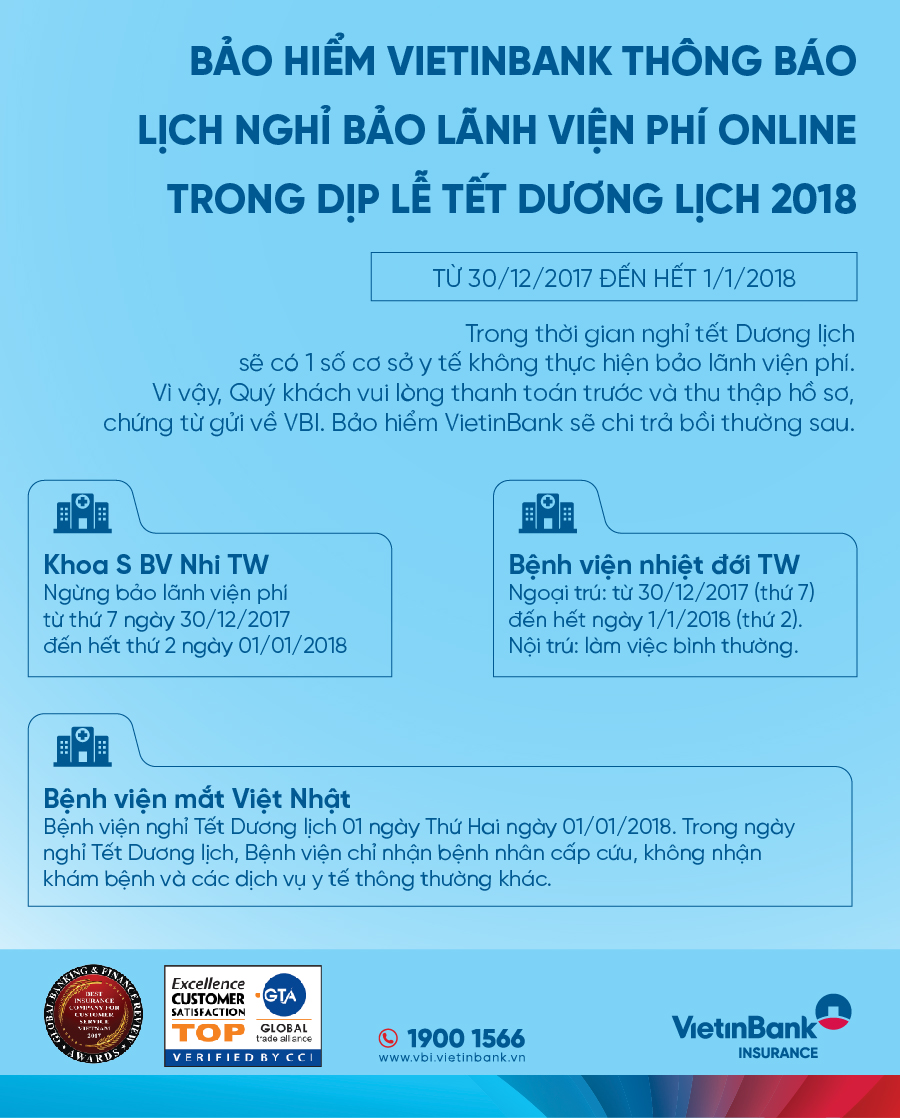 BẢO HIỂM VIETINBANK THÔNG BÁO
LỊCH NGHỈ BẢO LÃNH VIỆN PHÍ ONLINE
TRONG DỊP LỄ TẾT DƯƠNG LỊCH 2018
TỪ 30/12/2017 ĐẾN HẾT 1/1/2018
Trong thời gian nghỉ tết Dương lịch
sẽ có 1 số cơ sở y tế không thực hiện bảo lãnh viện phí.
Vì vậy, Quý khách vui lòng thanh toán trước và thu thập hồ sơ,
chứng từ gửi về VBI. Bảo hiểm VietinBank sẽ chi trả bồi thường sau.
Khoa S BV Nhi TW
Ngừng bảo lãnh viện phí
từ thứ 7 ngày 30/12/2017
đến hết thứ 2 ngày 01/01/2018
Bệnh viện nhiệt đới TW
Ngoại trú: từ 30/12/2017 (thứ 7)
đến hết ngày 1/1/2018 (thứ 2).
Nội trú: làm việc bình thường.
Bệnh viện mắt Việt Nhật
Bệnh viện nghỉ Tết Dương lịch 01 ngày Thứ Hai ngày 01/01/2018. Trong ngày
nghỉ Tết Dương lịch, Bệnh viện chỉ nhận bệnh nhân cấp cứu, không nhận
khám bệnh và các dịch vụ y tế thông thường khác.
GLOBAL BANKING & FINANCE REVIEW
BEST
INSURANCE
COMPANY FOR
CUSTOMER
SERVICE
VIETNAM
2017
AWARDS
Excellence
CUSTOMER
SATISFACTION
TOP
GTA
GLOBAL
trade alliance
VERIFIED BY CCI
1900 1566
www.vbi.vietinbank.vn
VietinBank
INSURANCE